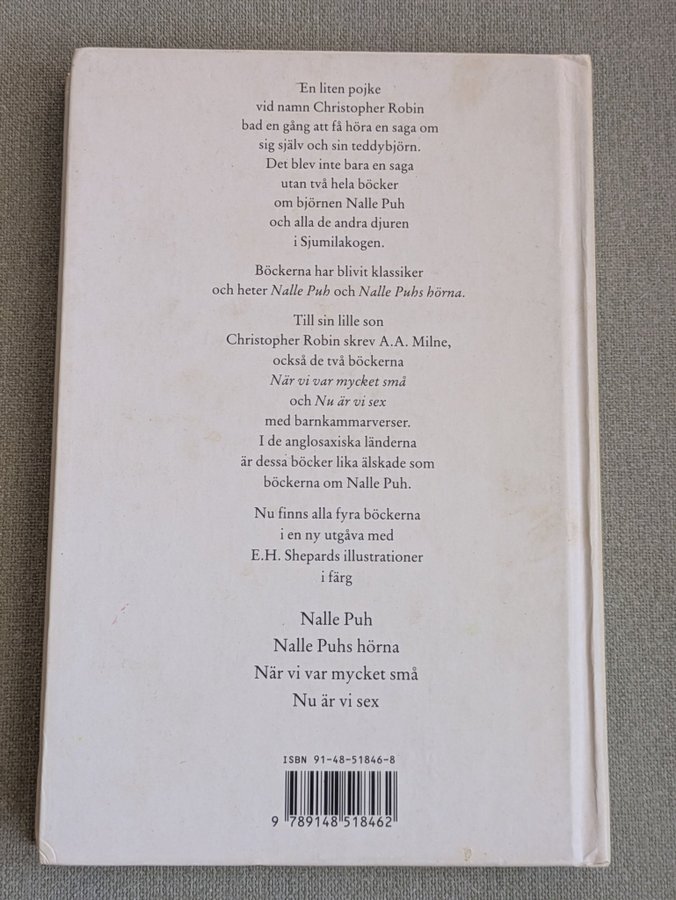 En liten pojke
vid namn Christopher Robin
bad en gång att få höra en saga om
sig själv och sin teddybjörn.
Det blev inte bara en saga
utan två hela böcker
om björnen Nalle Puh
och alla de andra djuren
i Sjumilakogen.
Böckerna har blivit klassiker
och heter Nalle Puh och Nalle Puhs hörna.
Till sin lille son
Christopher Robin skrev A.A. Milne,
också de två böckerna
När vi var mycket små
och Nu är vi sex
med barnkammarverser.
I de anglosaxiska länderna
är dessa böcker lika älskade som
böckerna om Nalle Puh.
Nu finns alla fyra böckerna
i en ny utgåva med
E.H. Shepards illustrationer
i färg
Nalle Puh
Nalle Puhs hörna
När vi var mycket små
Nu är vi sex
ISBN 91-48-51846-8
9 789148 518462